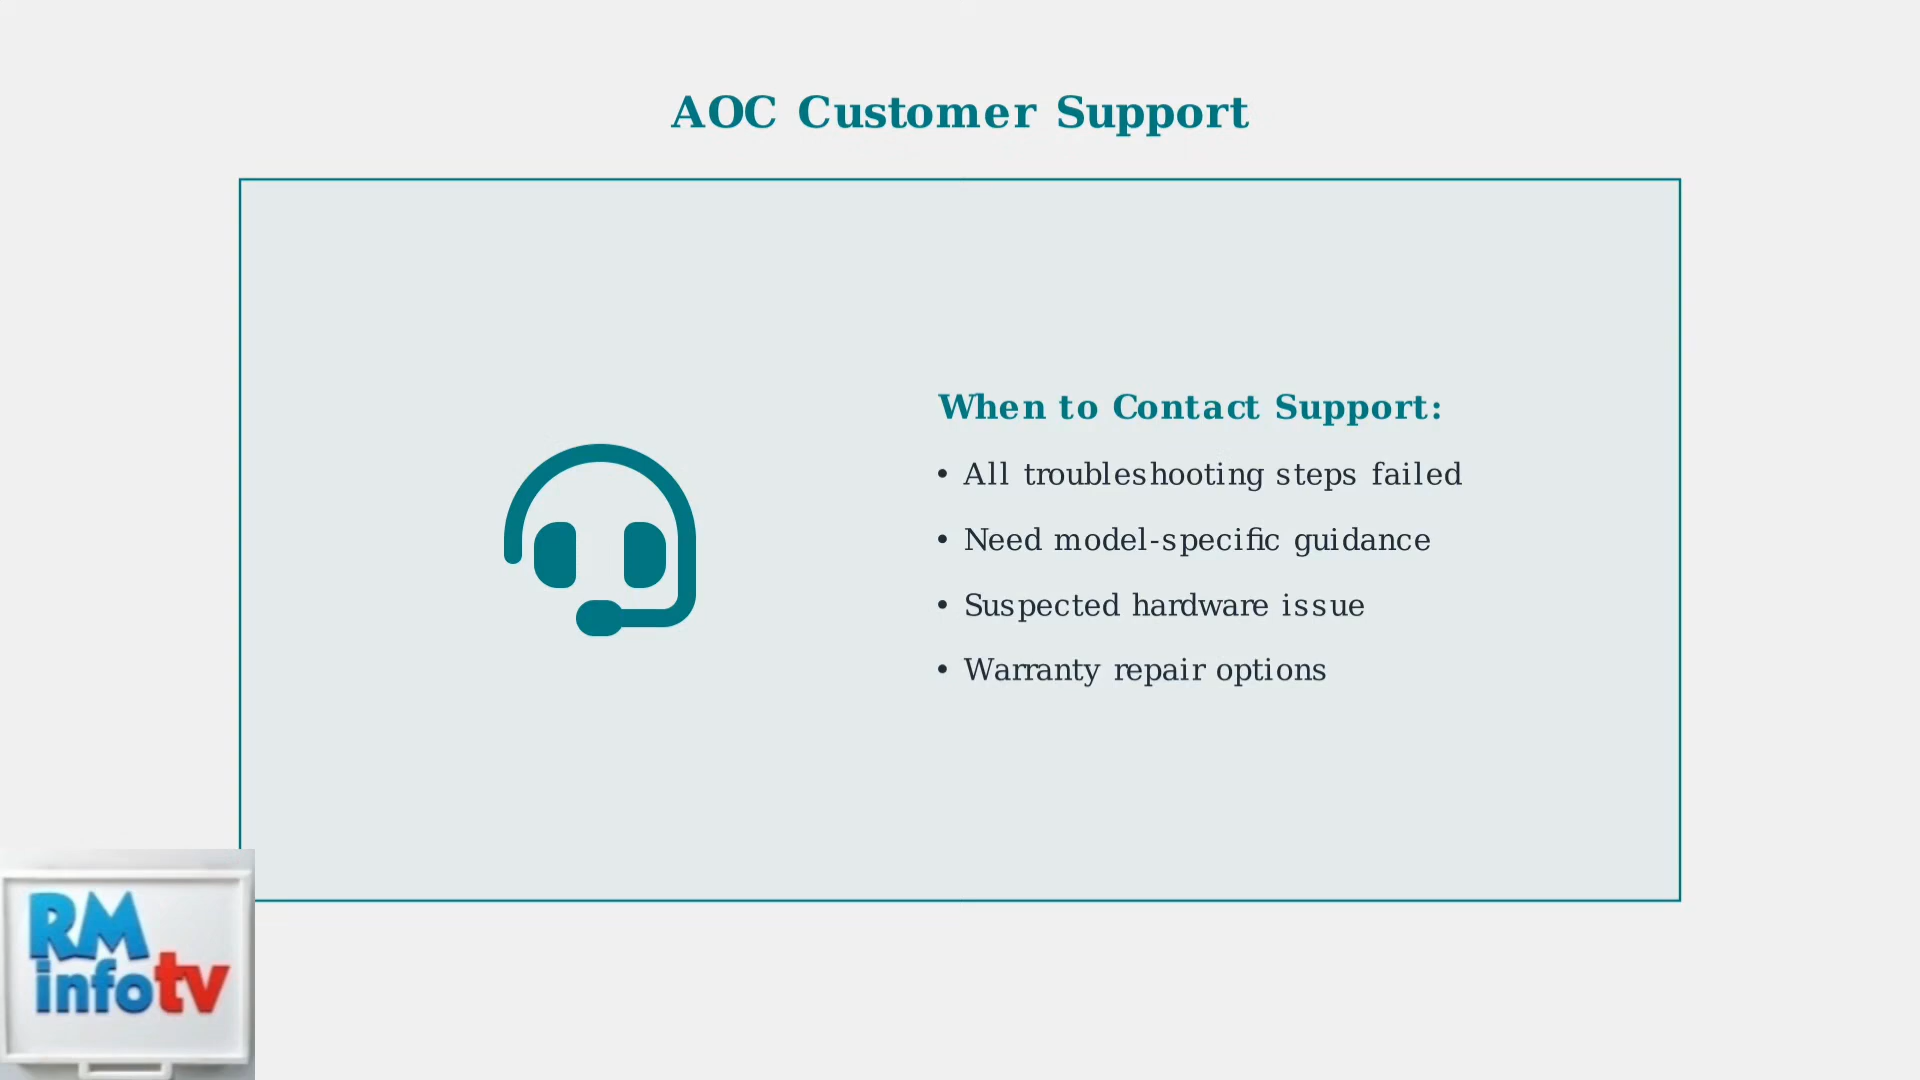 AOC Customer Support
When to Contact Support:
• All troubleshooting steps failed
• Need model-specific guidance
• Suspected hardware issue
• Warranty repair options
RM
infotv